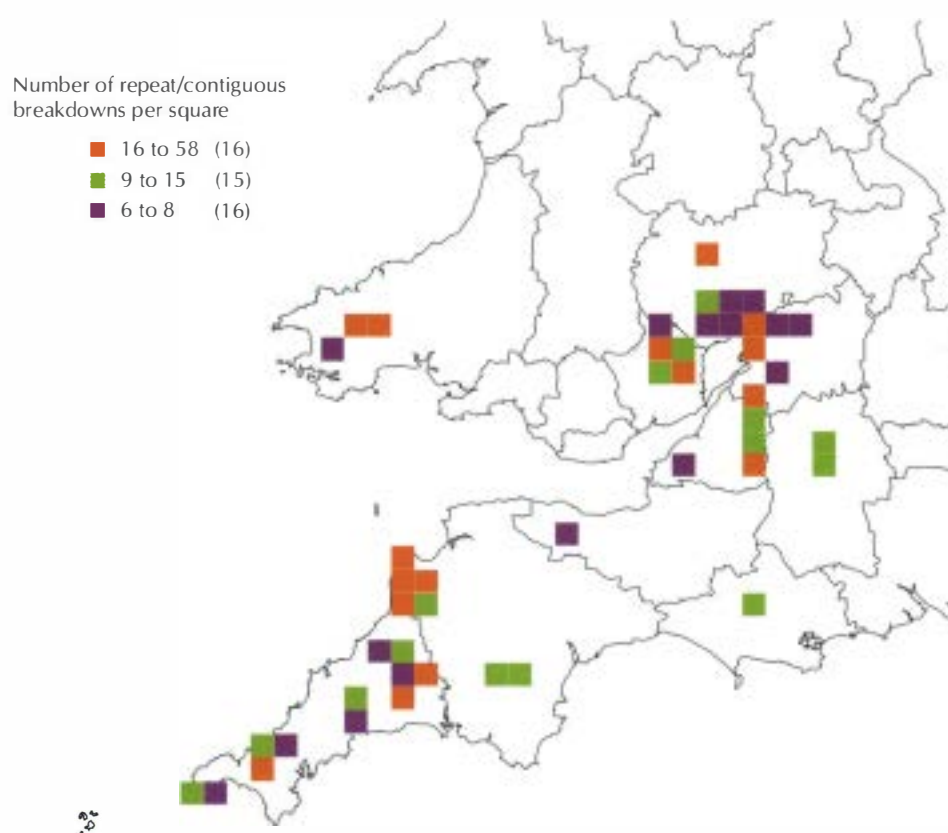 Number of repeat/contiguous
breakdowns per square
16 to 58 (16)
9 to 15 (15)
6 to 8 (16)